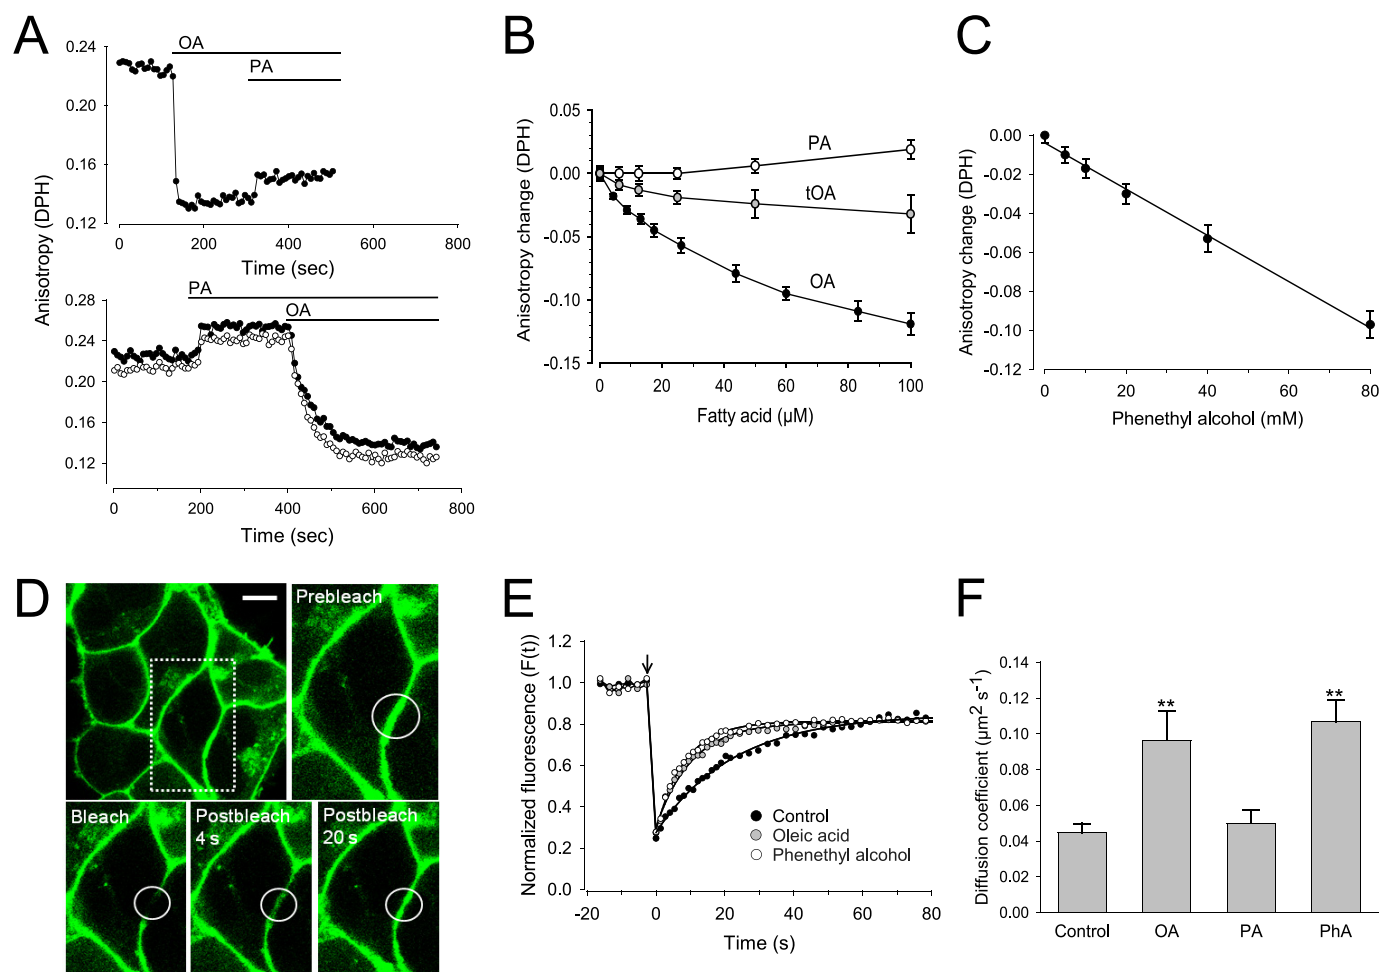 A
OA
PA
0.24
0.20
0.16
0.12
0
200
400
600
800
Time (sec)
Anisotropy (DPH)
PA
OA
0.28
0.24
0.20
0.16
0.12
0
200
400
600
800
Time (sec)
B
0.05
0.00
-0.05
-0.10
-0.15
Anisotropy change (DPH)
PA
tOA
OA
0
20
40
60
80
100
Fatty acid (µM)
C
0.00
-0.02
-0.04
-0.06
-0.08
-0.10
-0.12
Anisotropy change (DPH)
0
20
40
60
80
Phenethyl alcohol (mM)
D
Prebleach
Bleach
Postbleach
4 s
Postbleach
20 s
E
1.2
1.0
0.8
0.6
0.4
0.2
0.0
Normalized fluorescence (F(t))
Control
Oleic acid
Phenethyl alcohol
-20
0
20
40
60
80
Time (s)
F
0.14
0.12
0.10
0.08
0.06
0.04
0.02
0.00
Diffusion coefficient (µm² s⁻¹)
**
**
Control
OA
PA
PhA